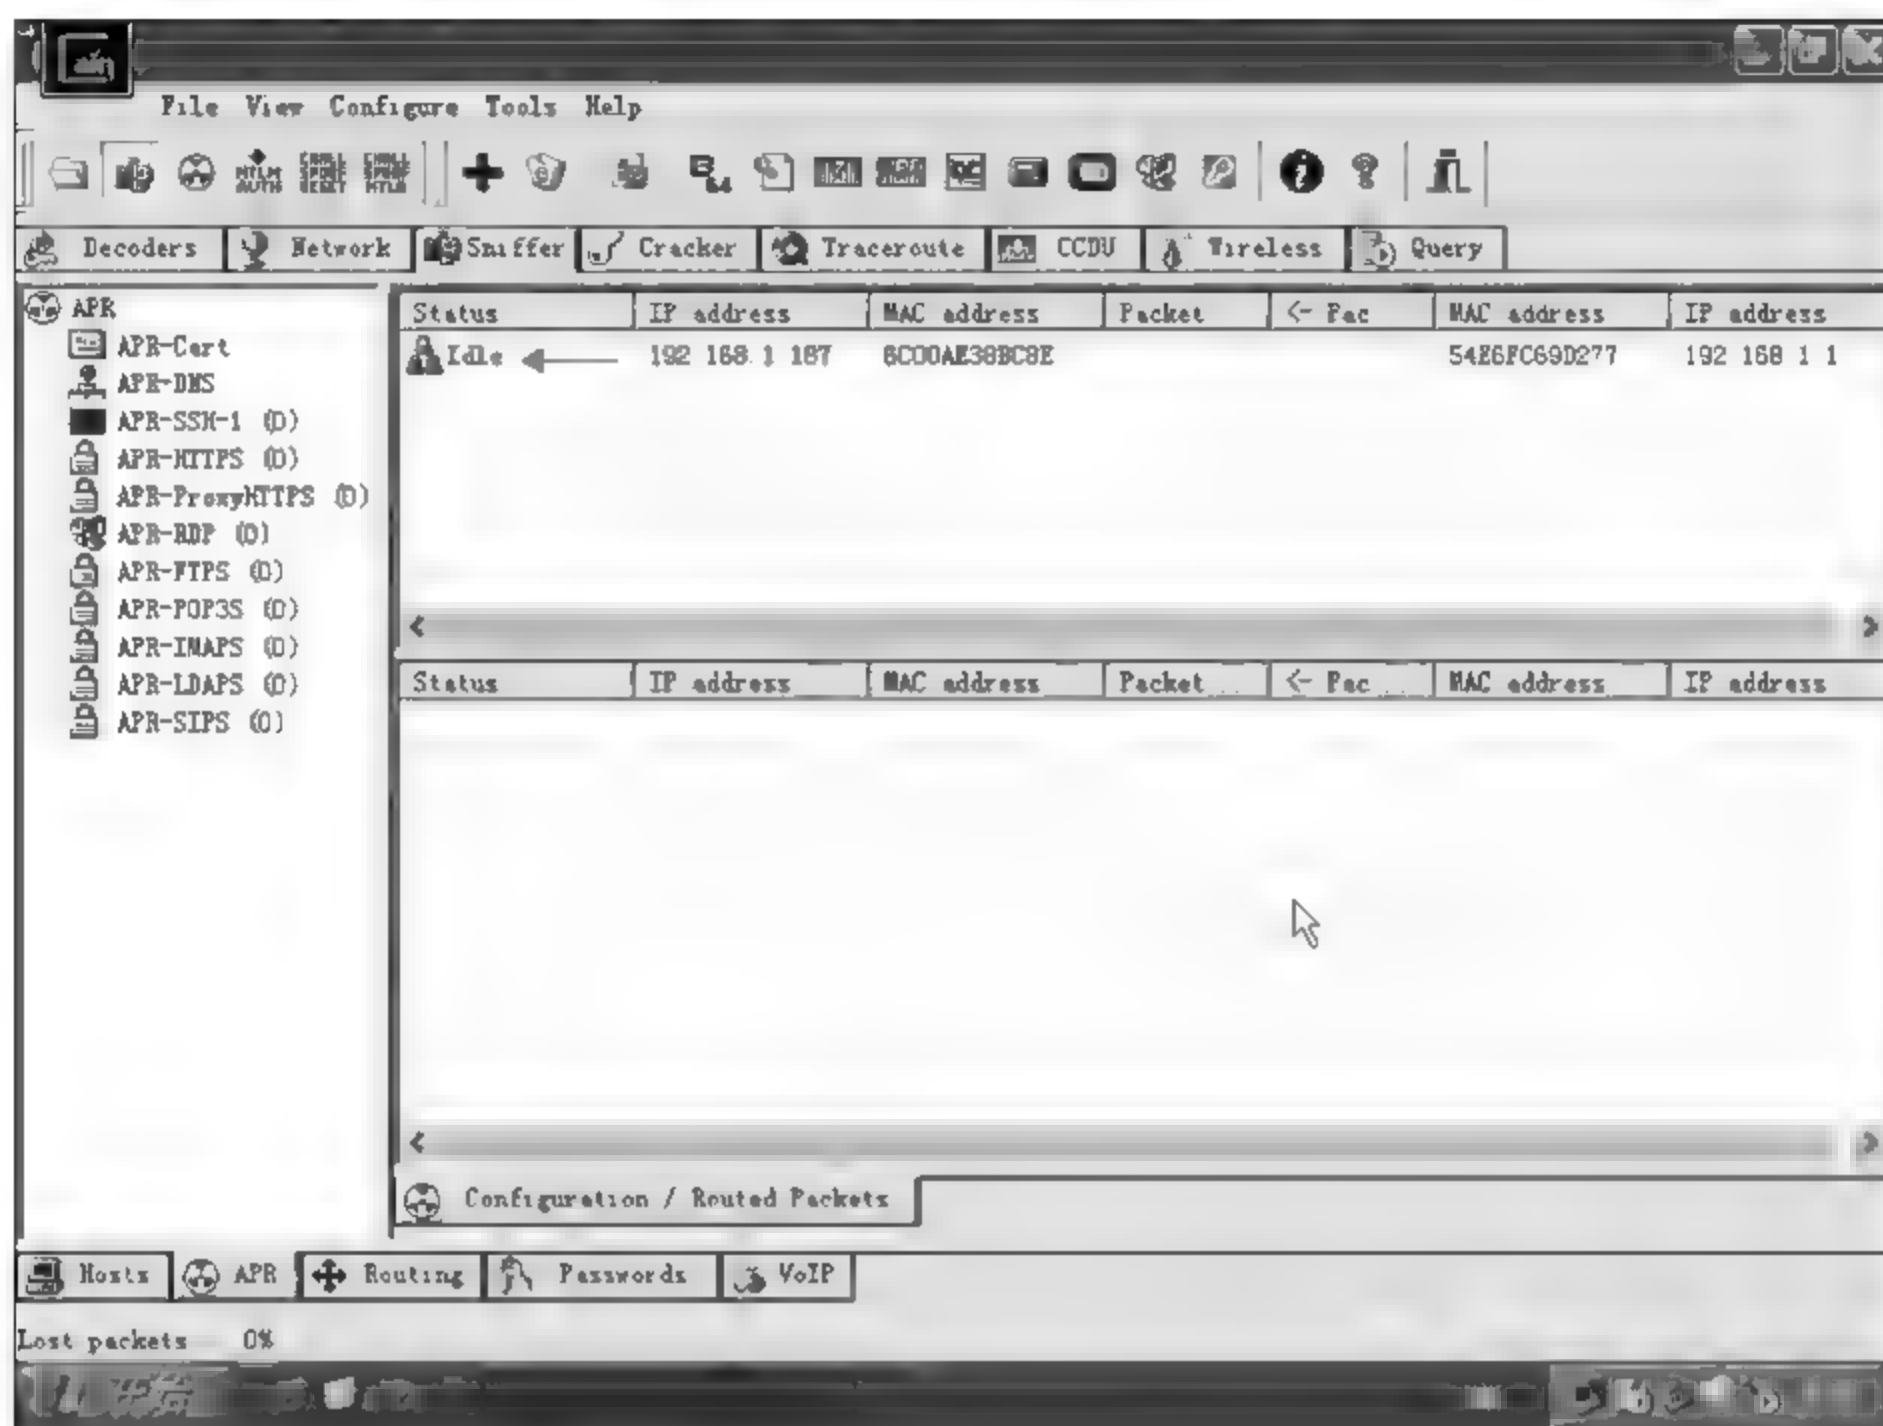 File View Configure Tools Help
Decoders Network Sniffer Cracker Traceroute CCDU Wireless Query
APR
APR-Cert
APR-DNS
APR-SSH-1 (0)
APR-HTTPS (0)
APR-ProxyHTTPS (0)
APR-RDP (0)
APR-FTPS (0)
APR-POP3S (0)
APR-IMAPS (0)
APR-LDAPS (0)
APR-SIPS (0)
Status IP address MAC address Packet <- Pac MAC address IP address
Idle 192 168 1 167 54E6FC69D277 192 168 1 1
Status IP address MAC address Packet... <- Pac... MAC address IP address
Configuration / Routed Packets
Hosts APR Routing Passwords VoIP
Lost packets 0%